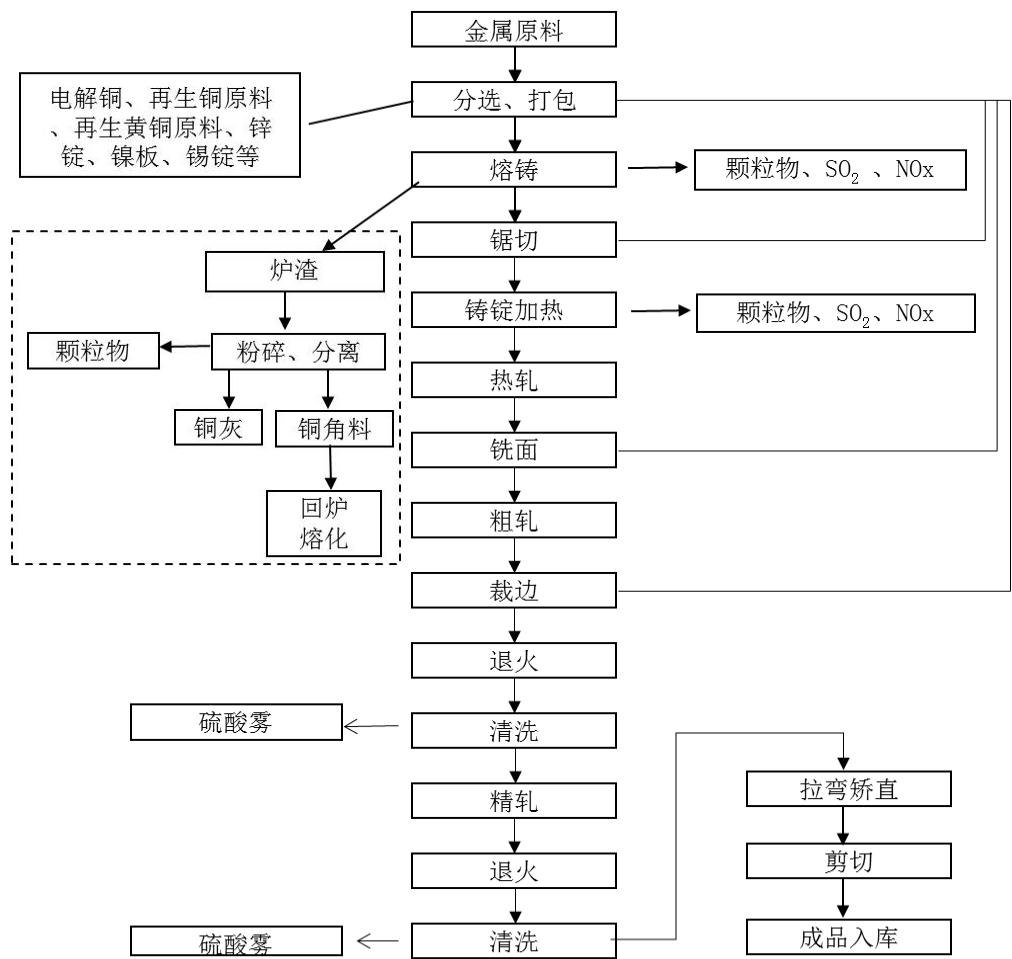 金属原料
分选、打包
电解铜、再生铜原料
、再生黄铜原料、锌
锭、镍板、锡锭等
熔铸
颗粒物、SO₂ 、NOx
锯切
炉渣
铸锭加热
颗粒物、SO₂、NOx
颗粒物
粉碎、分离
热轧
铜灰
铜角料
铣面
回炉
熔化
粗轧
裁边
退火
硫酸雾
清洗
精轧
拉弯矫直
退火
剪切
硫酸雾
清洗
成品入库